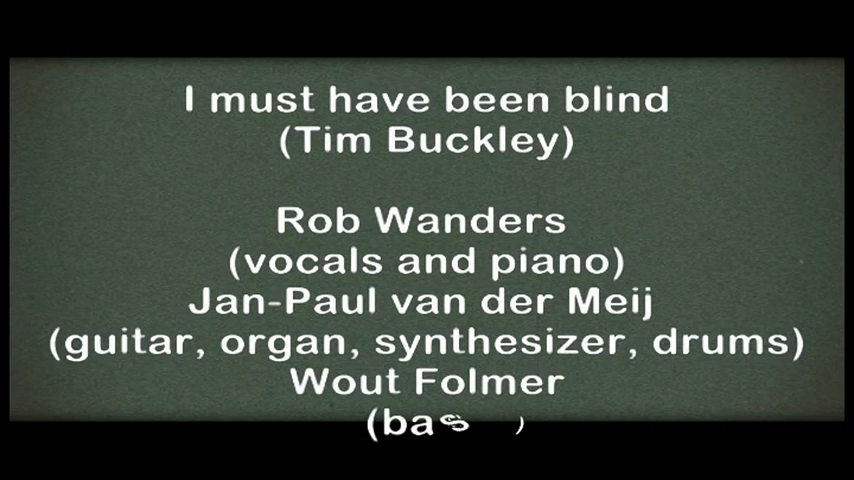 I must have been blind
(Tim Buckley)
Rob Wanders
(vocals and piano)
Jan-Paul van der Meij
(guitar, organ, synthesizer, drums)
Wout Folmer